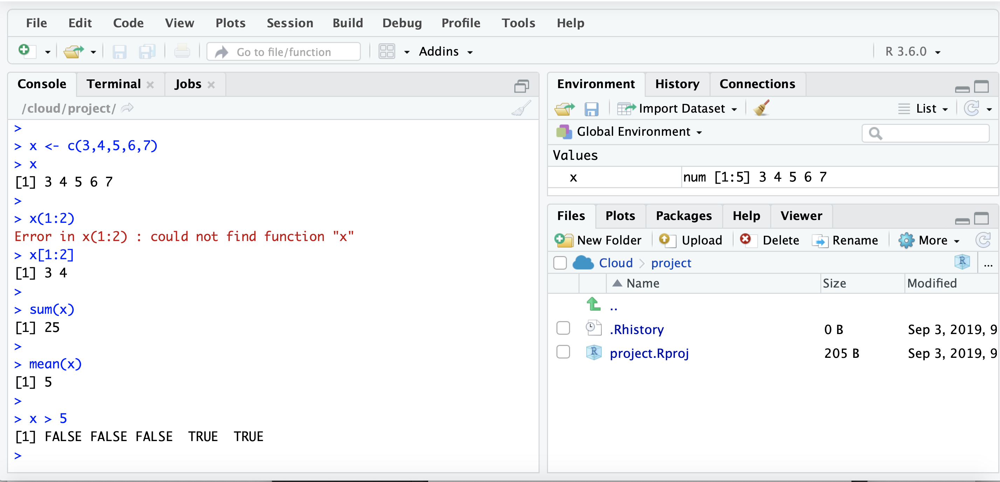 File Edit Code View Plots Session Build Debug Profile Tools Help
Go to file/function Addins R 3.6.0
Console Terminal Jobs
/cloud/project/
>
> x <- c(3,4,5,6,7)
> x
[1] 3 4 5 6 7
>
> x(1:2)
Error in x(1:2) : could not find function "x"
> x[1:2]
[1] 3 4
>
> sum(x)
[1] 25
>
> mean(x)
[1] 5
>
> x > 5
[1] FALSE FALSE FALSE  TRUE  TRUE
>
Environment History Connections
Import Dataset List
Global Environment
Values
x num [1:5] 3 4 5 6 7
Files Plots Packages Help Viewer
New Folder Upload Delete Rename More
Cloud project R ...
Name Size Modified
..
.Rhistory 0 B Sep 3, 2019, 9
R project.Rproj 205 B Sep 3, 2019, 9